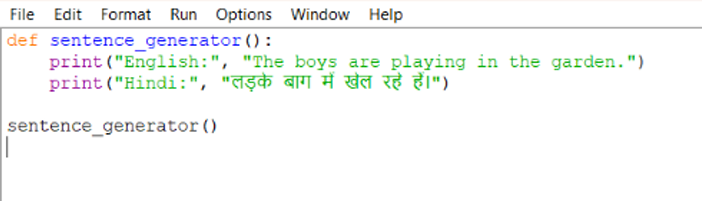 File Edit Format Run Options Window Help
def sentence_generator():
    print("English:", "The boys are playing in the garden.")
    print("Hindi:", "लड़के बाग में खेल रहे हैं।")
sentence_generator()